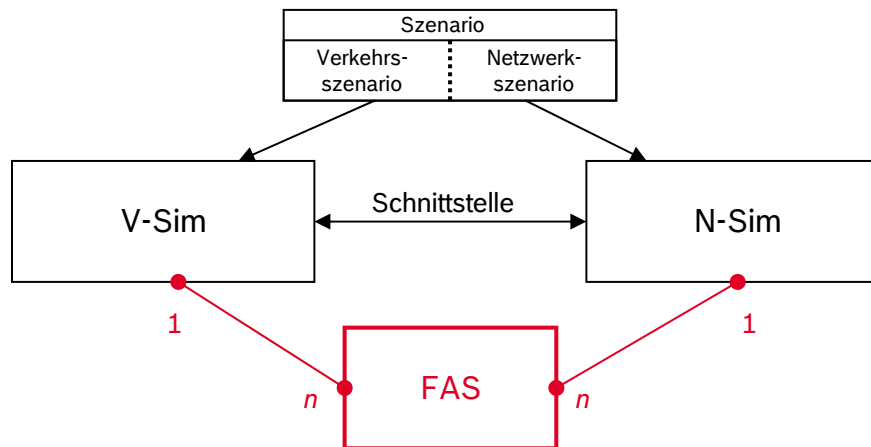 Szenario
Verkehrs-
szenario
Netzwerk-
szenario
V-Sim
Schnittstelle
N-Sim
1
1
n
FAS
n